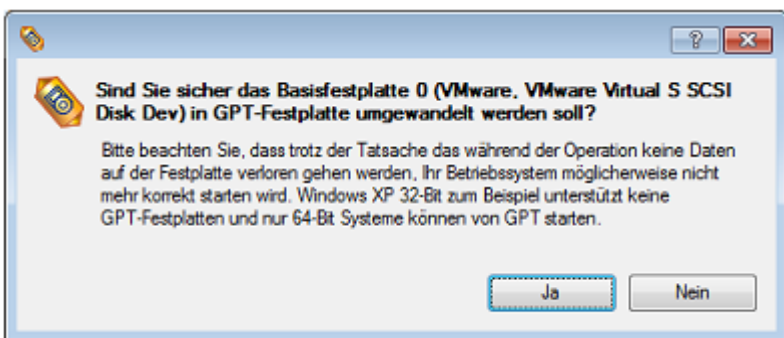 Sind Sie sicher das Basisfestplatte 0 (VMware, VMware Virtual S SCSI
Disk Dev) in GPT-Festplatte umgewandelt werden soll?
Bitte beachten Sie, dass trotz der Tatsache das während der Operation keine Daten
auf der Festplatte verloren gehen werden, Ihr Betriebssystem möglicherweise nicht
mehr korrekt starten wird. Windows XP 32-Bit zum Beispiel unterstützt keine
GPT-Festplatten und nur 64-Bit Systeme können von GPT starten.
Ja
Nein